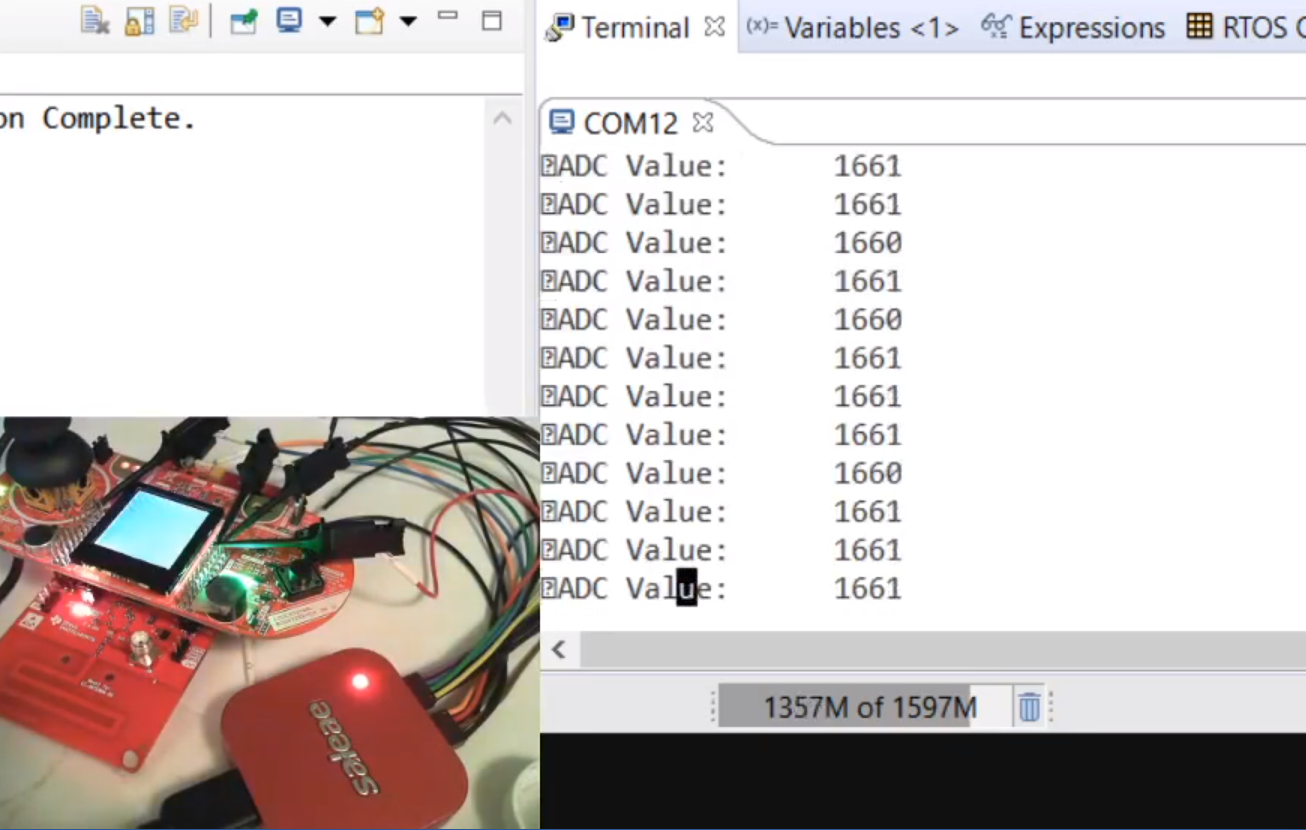 Terminal
(x)= Variables <1>
Expressions
RTOS
on Complete.
COM12
ADC Value: 1661
ADC Value: 1661
ADC Value: 1660
ADC Value: 1661
ADC Value: 1660
ADC Value: 1661
ADC Value: 1661
ADC Value: 1661
ADC Value: 1660
ADC Value: 1661
ADC Value: 1661
ADC Value: 1661
1357M of 1597M
saleae